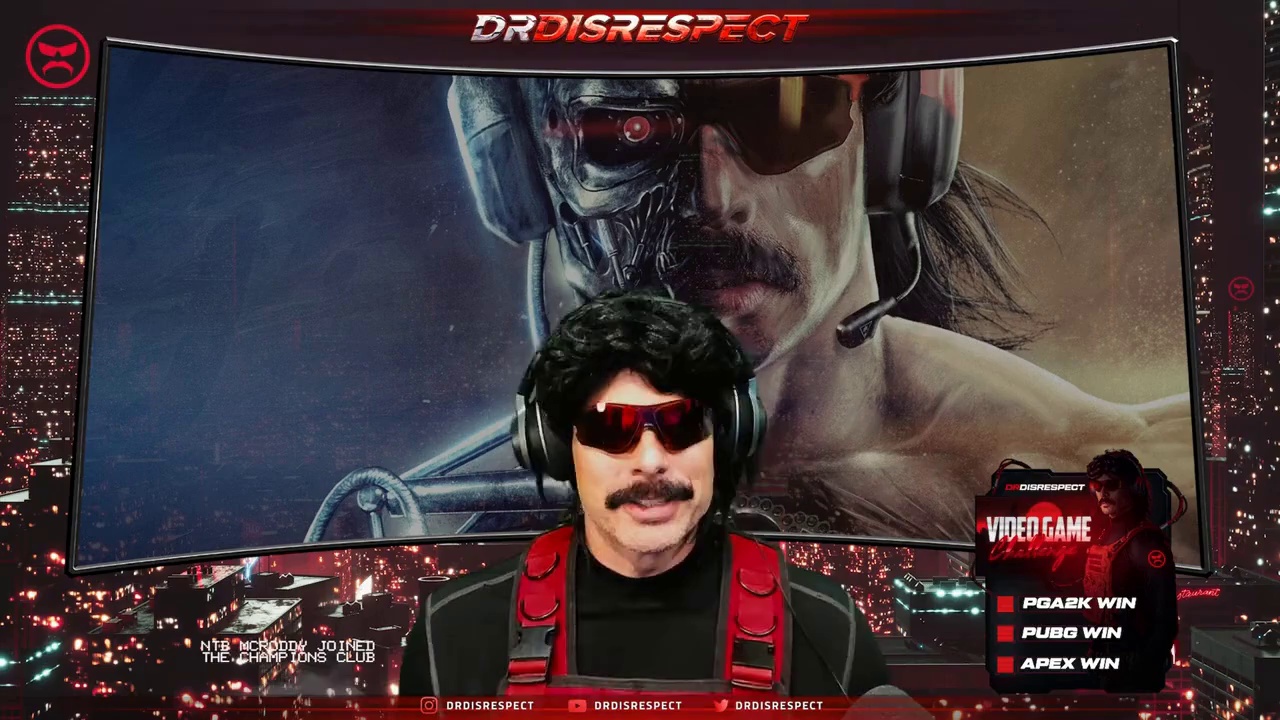 DRDISRESPECT
DRDISRESPECT
VIDEO GAME
PGA2K WIN
PUBG WIN
APEX WIN
NTB MCRODDY JOINED
THE CHAMPIONS CLUB
DRDISRESPECT
DRDISRESPECT
DRDISRESPECT